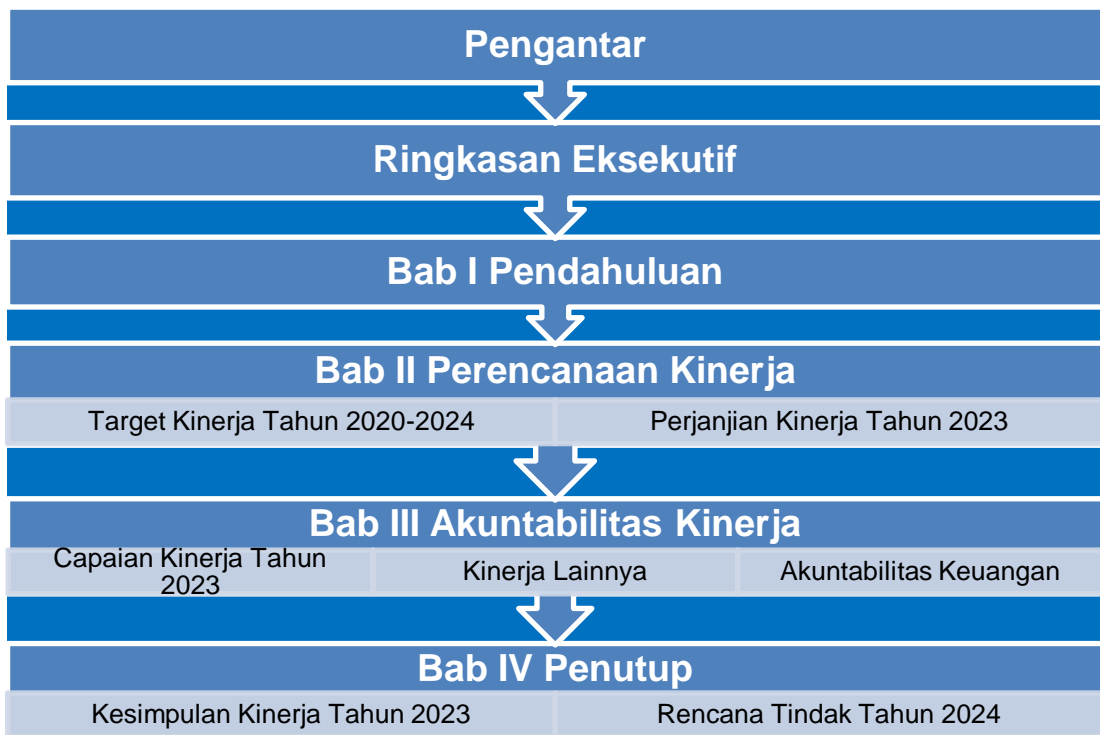 Pengantar
Ringkasan Eksekutif
Bab I Pendahuluan
Bab II Perencanaan Kinerja
Target Kinerja Tahun 2020-2024
Perjanjian Kinerja Tahun 2023
Bab III Akuntabilitas Kinerja
Capaian Kinerja Tahun
2023
Kinerja Lainnya
Akuntabilitas Keuangan
Bab IV Penutup
Kesimpulan Kinerja Tahun 2023
Rencana Tindak Tahun 2024